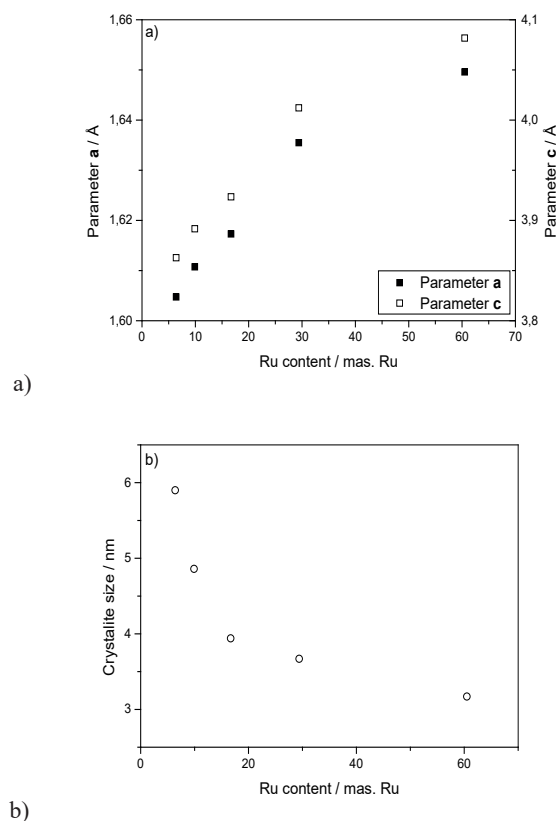 a)
1,66
1,64
1,62
1,60
Parameter a / Å
4,1
4,0
3,9
3,8
Parameter c / Å
Parameter a
Parameter c
0 10 20 30 40 50 60 70
Ru content / mas. Ru
a)
b)
6
5
4
3
Crystalite size / nm
0 20 40 60
Ru content / mas. Ru
b)